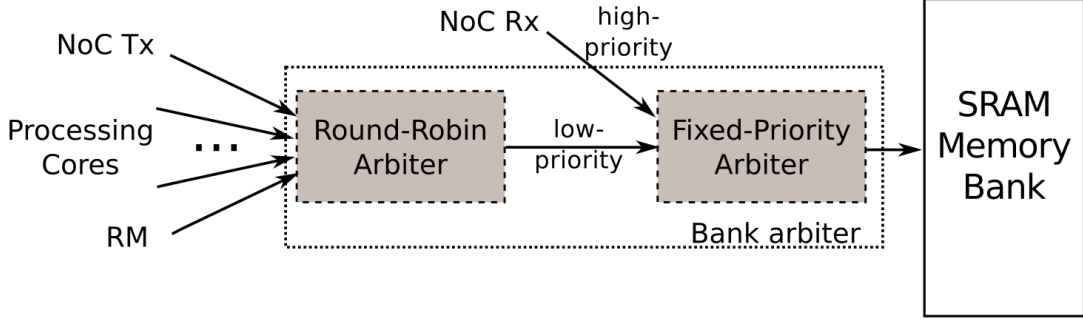 NoC Tx
Processing
Cores
...
RM
Round-Robin
Arbiter
low-
priority
NoC Rx
high-
priority
Fixed-Priority
Arbiter
Bank arbiter
SRAM
Memory
Bank